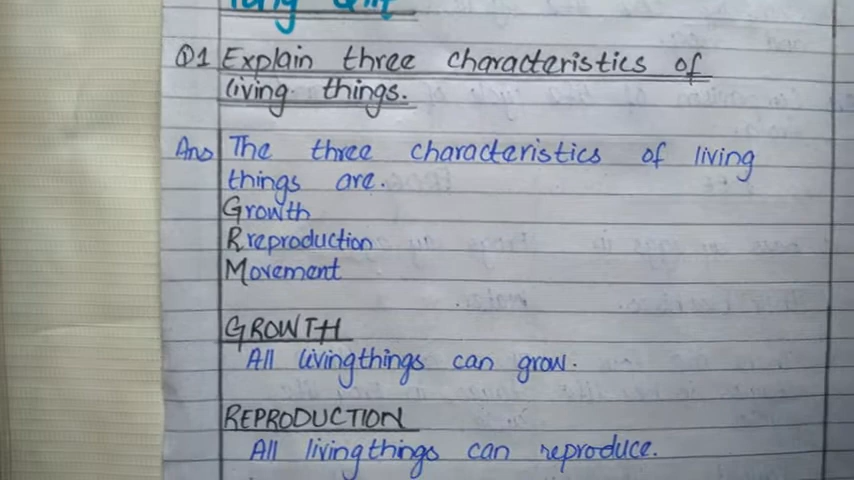 Q1 Explain three characteristics of
living things.
Ans The three characteristics of living
things are.
Growth
Rreproduction
Movement
GROWTH
All livingthings can grow.
REPRODUCTION
All livingthings can reproduce.